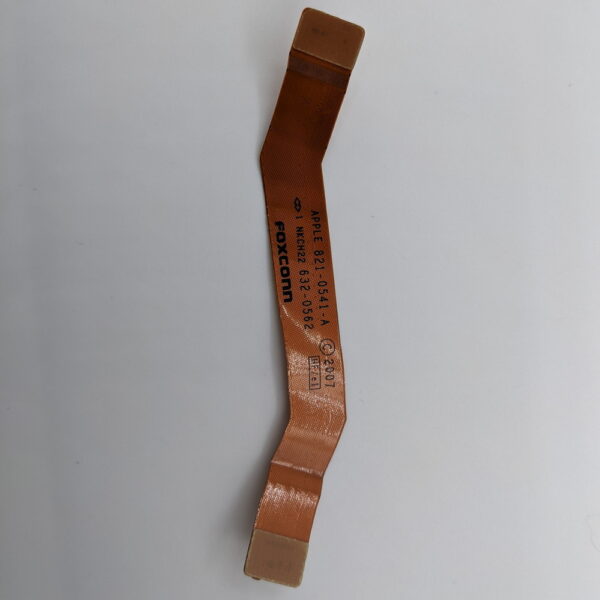 APPLE 821-0541-A © 2007
1 NKCH22 632-0562
FOXCONN